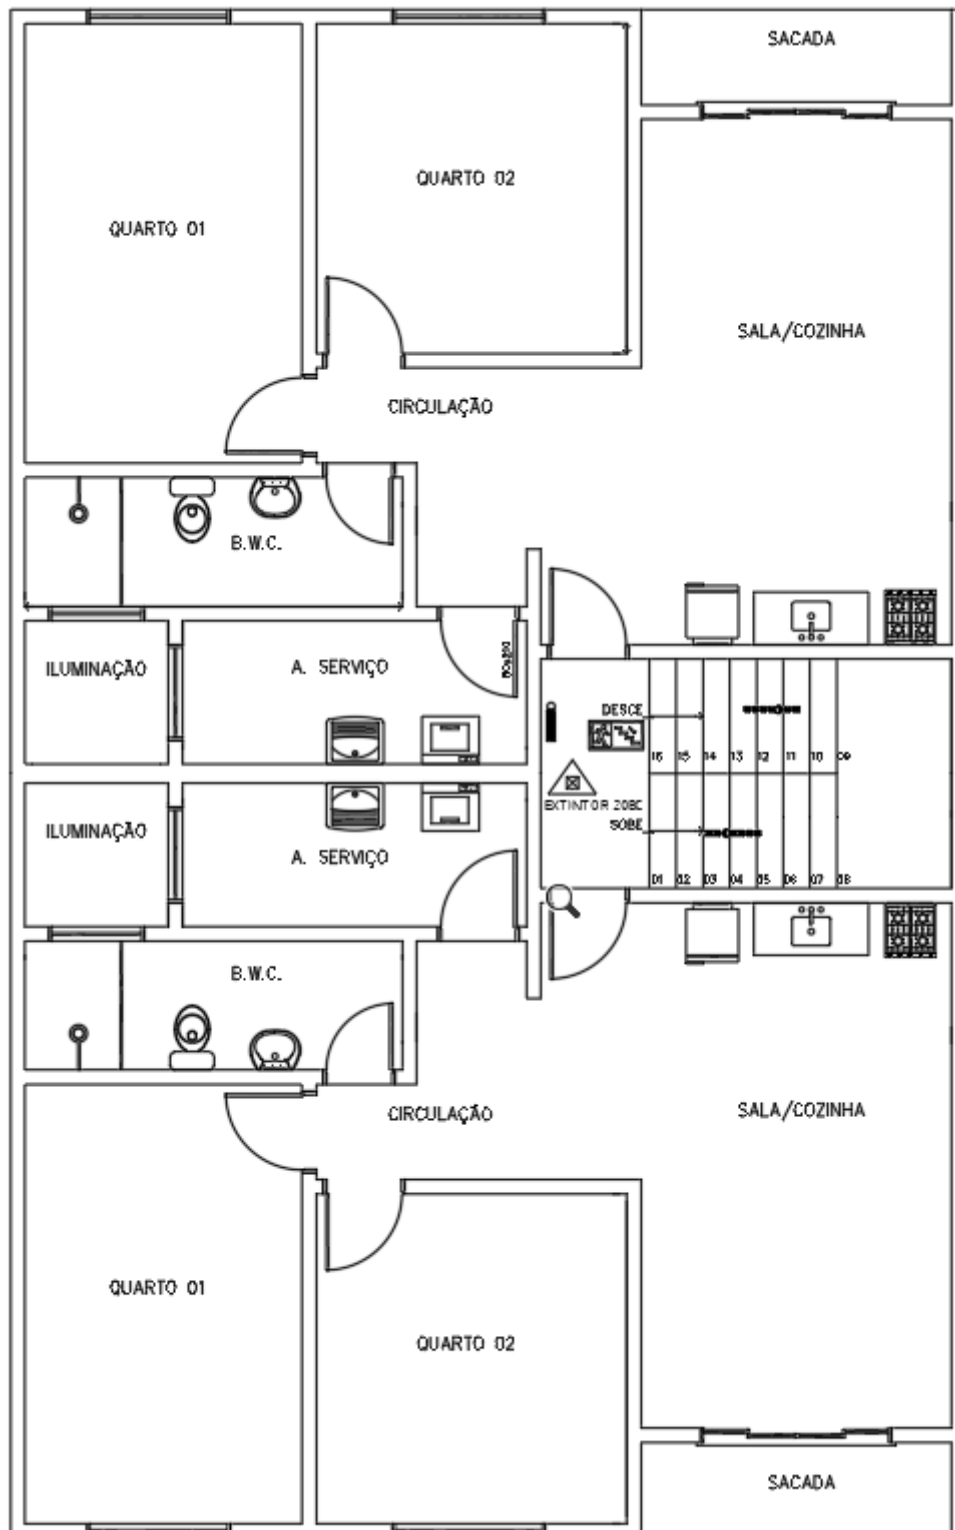 SACADA
QUARTO 02
QUARTO 01
SALA/COZINHA
CIRCULAÇÃO
B.W.C.
ILUMINAÇÃO
A. SERVIÇO
DESCE
16 15 14 13 12 11 10 09
EXTINTOR 20BC
SOBE
ILUMINAÇÃO
A. SERVIÇO
01 02 03 04 05 06 07 08
B.W.C.
CIRCULAÇÃO
SALA/COZINHA
QUARTO 01
QUARTO 02
SACADA